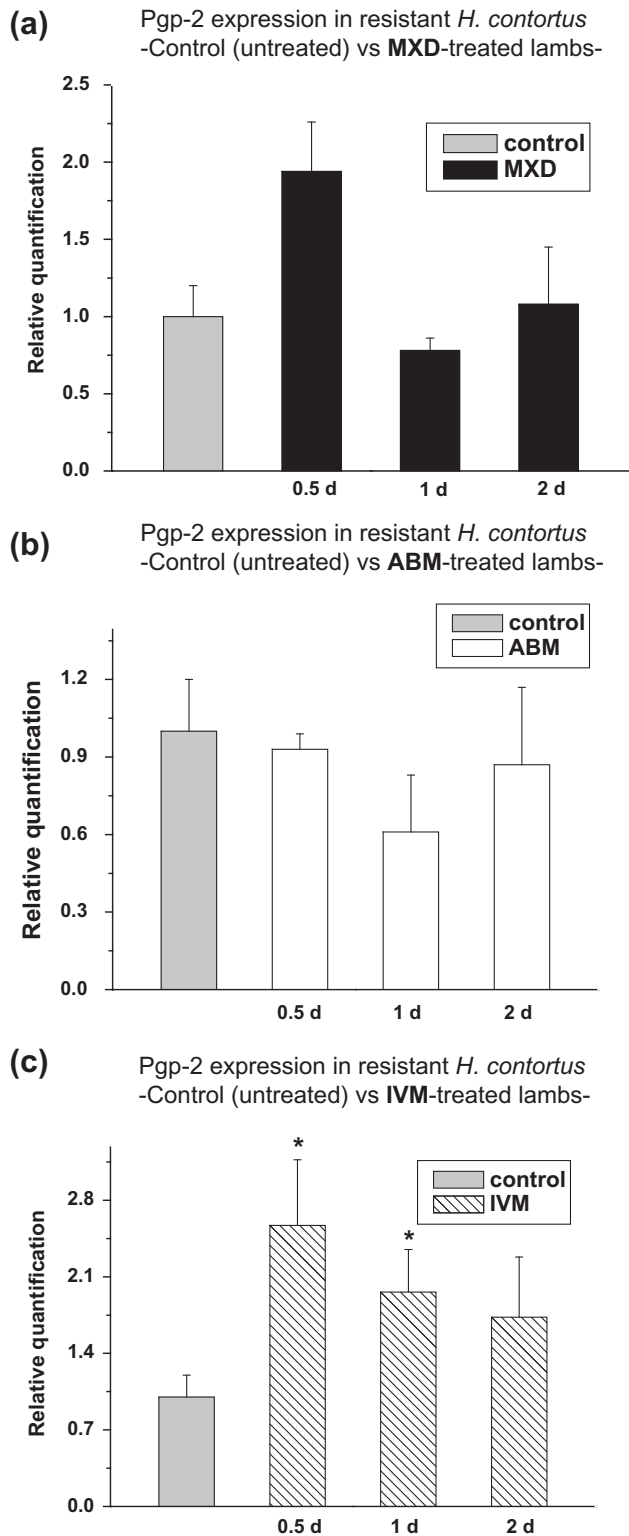 (a)
Pgp-2 expression in resistant H. contortus
-Control (untreated) vs MXD-treated lambs-
2.5
2.0
1.5
1.0
0.5
0.0
Relative quantification
control
MXD
0.5 d
1 d
2 d
(b)
Pgp-2 expression in resistant H. contortus
-Control (untreated) vs ABM-treated lambs-
1.2
0.9
0.6
0.3
0.0
Relative quantification
control
ABM
0.5 d
1 d
2 d
(c)
Pgp-2 expression in resistant H. contortus
-Control (untreated) vs IVM-treated lambs-
2.8
2.1
1.4
0.7
0.0
Relative quantification
*
*
control
IVM
0.5 d
1 d
2 d